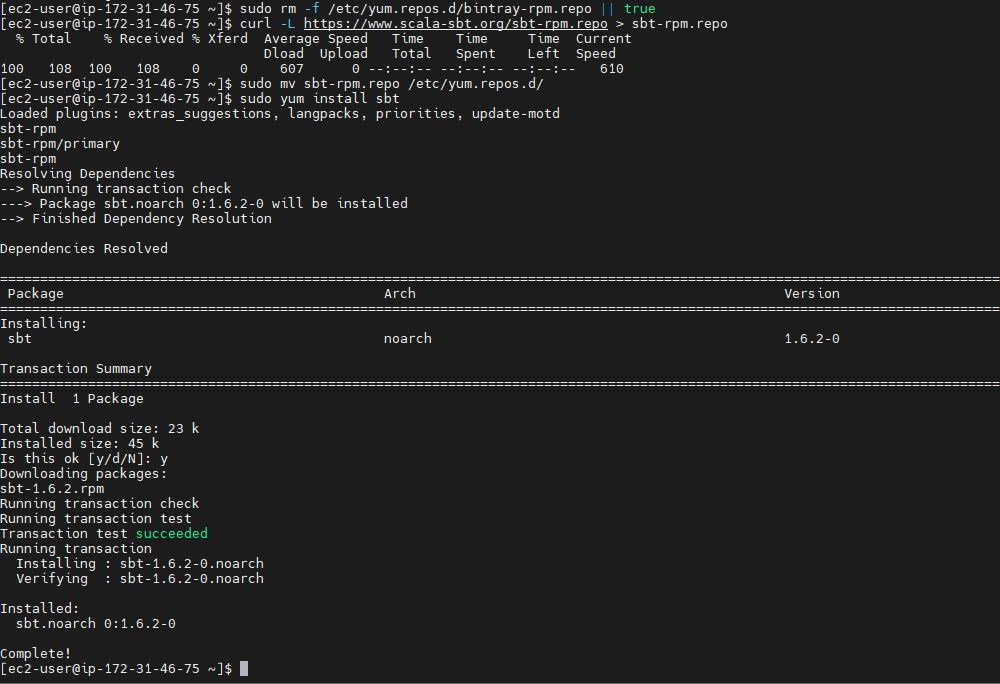 [ec2-user@ip-172-31-46-75 ~]$ sudo rm -f /etc/yum.repos.d/bintray-rpm.repo || true
[ec2-user@ip-172-31-46-75 ~]$ curl -L https://www.scala-sbt.org/sbt-rpm.repo > sbt-rpm.repo
  % Total    % Received % Xferd  Average Speed   Time    Time     Time  Current
                                 Dload  Upload   Total   Spent    Left  Speed
100   108  100   108    0     0    607      0 --:--:-- --:--:-- --:--:--   610
[ec2-user@ip-172-31-46-75 ~]$ sudo mv sbt-rpm.repo /etc/yum.repos.d/
[ec2-user@ip-172-31-46-75 ~]$ sudo yum install sbt
Loaded plugins: extras_suggestions, langpacks, priorities, update-motd
sbt-rpm
sbt-rpm/primary
sbt-rpm
Resolving Dependencies
--> Running transaction check
---> Package sbt.noarch 0:1.6.2-0 will be installed
--> Finished Dependency Resolution

Dependencies Resolved

=============================================================================================================================
 Package                                        Arch                                              Version
=============================================================================================================================
Installing:
 sbt                                            noarch                                            1.6.2-0

Transaction Summary
=============================================================================================================================
Install  1 Package

Total download size: 23 k
Installed size: 45 k
Is this ok [y/d/N]: y
Downloading packages:
sbt-1.6.2.rpm
Running transaction check
Running transaction test
Transaction test succeeded
Running transaction
  Installing : sbt-1.6.2-0.noarch
  Verifying  : sbt-1.6.2-0.noarch

Installed:
  sbt.noarch 0:1.6.2-0

Complete!
[ec2-user@ip-172-31-46-75 ~]$